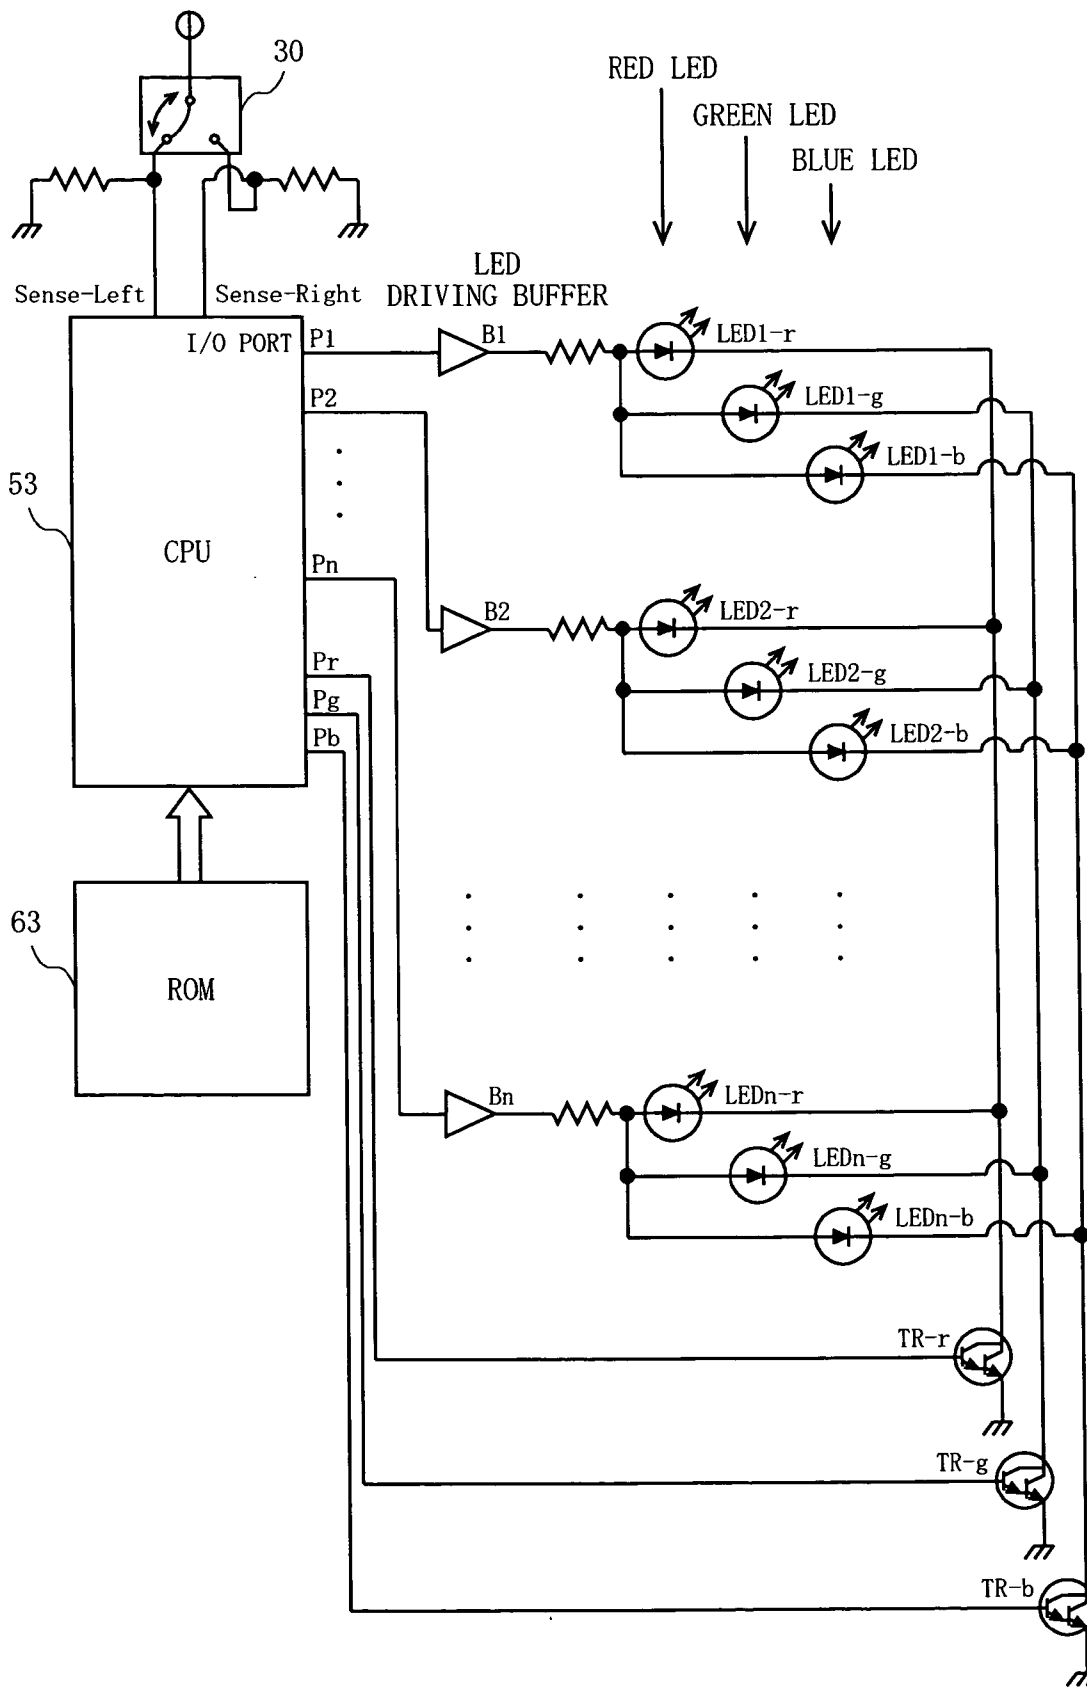 30
RED LED
GREEN LED
BLUE LED
Sense-Left
Sense-Right
LED
DRIVING BUFFER
I/O PORT
P1
B1
LED1-r
P2
LED1-g
LED1-b
53
CPU
Pn
B2
LED2-r
Pr
LED2-g
Pg
Pb
LED2-b
63
ROM
Bn
LEDn-r
LEDn-g
LEDn-b
TR-r
TR-g
TR-b